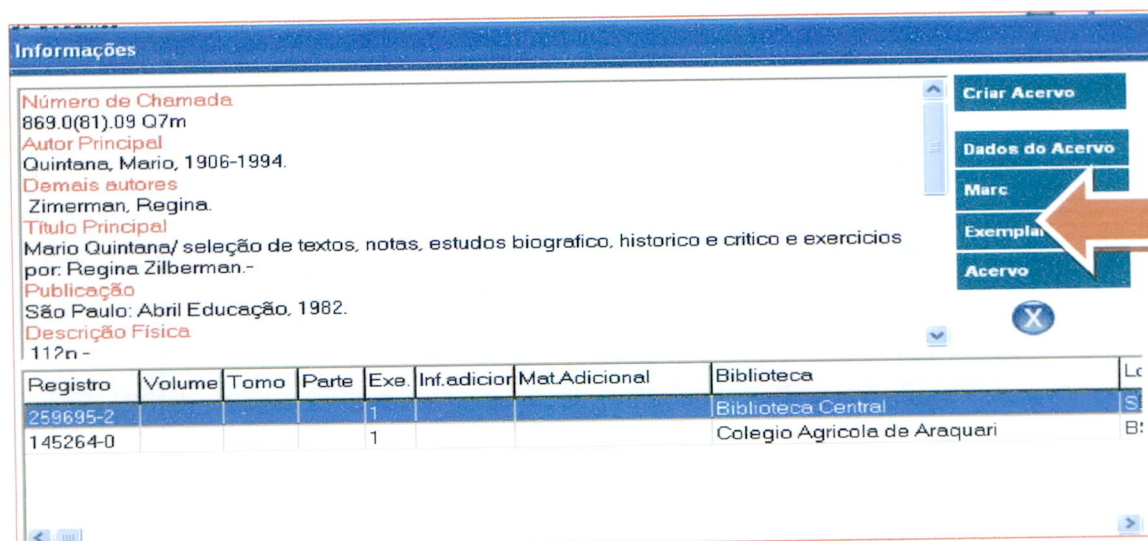 Informações
Número de Chamada
869.0(81).09 Q7m
Autor Principal
Quintana, Mario, 1906-1994.
Demais autores
Zimerman, Regina.
Título Principal
Mario Quintana/ seleção de textos, notas, estudos biografico, historico e critico e exercicios
por: Regina Zilberman.-
Publicação
São Paulo: Abril Educação, 1982.
Descrição Física
Criar Acervo
Dados do Acervo
Marc
Exemplar
Acervo
X
Registro Volume Tomo Parte Exe. Inf.adicior Mat.Adicional Biblioteca
259695-2 1 Biblioteca Central
145264-0 1 Colegio Agricola de Araquari